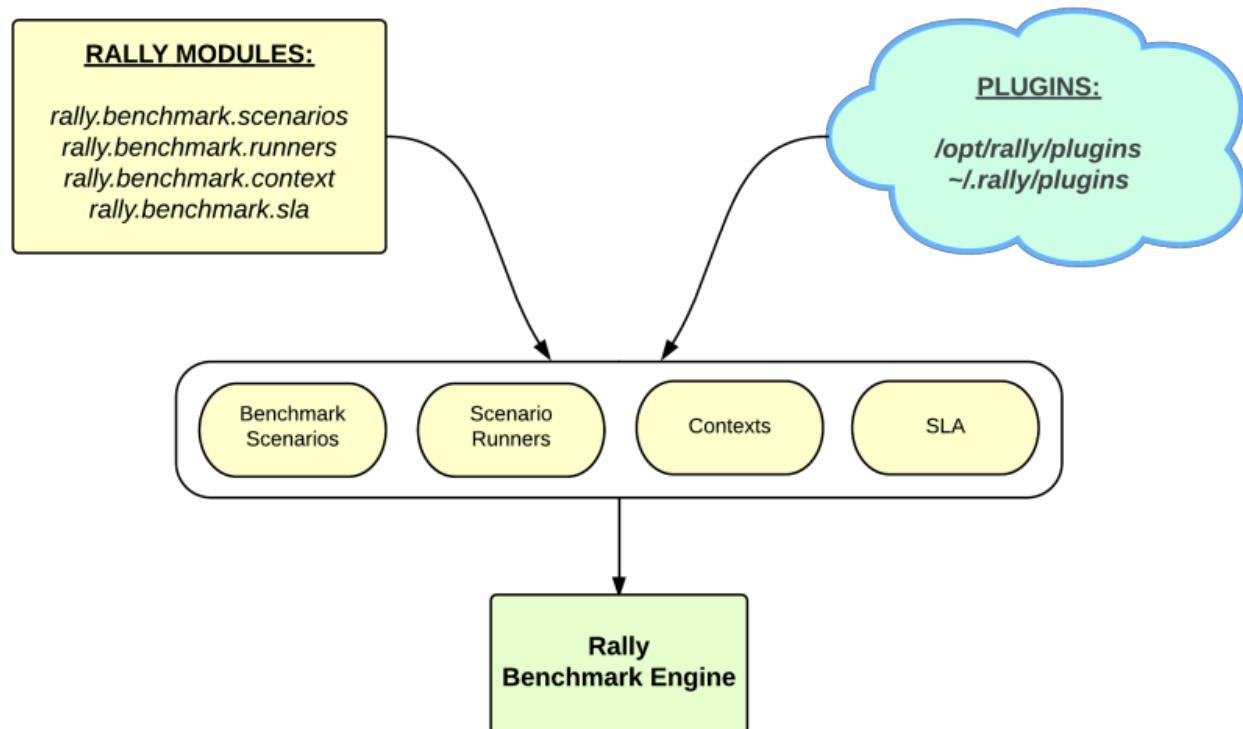 RALLY MODULES:
rally.benchmark.scenarios
rally.benchmark.runners
rally.benchmark.context
rally.benchmark.sla
PLUGINS:
/opt/rally/plugins
~/.rally/plugins
Benchmark
Scenarios
Scenario
Runners
Contexts
SLA
Rally
Benchmark Engine